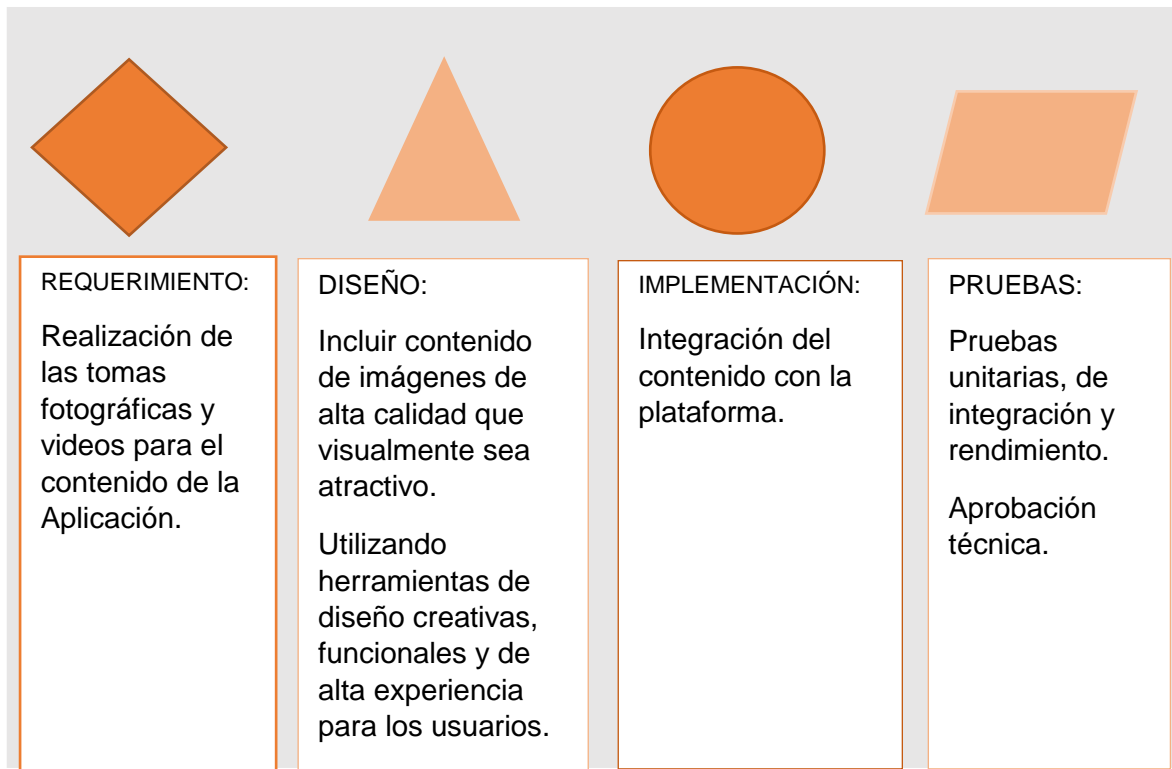 REQUERIMIENTO:
Realización de
las tomas
fotográficas y
videos para el
contenido de la
Aplicación.
DISEÑO:
Incluir contenido
de imágenes de
alta calidad que
visualmente sea
atractivo.
Utilizando
herramientas de
diseño creativas,
funcionales y de
alta experiencia
para los usuarios.
IMPLEMENTACIÓN:
Integración del
contenido con la
plataforma.
PRUEBAS:
Pruebas
unitarias, de
integración y
rendimiento.
Aprobación
técnica.